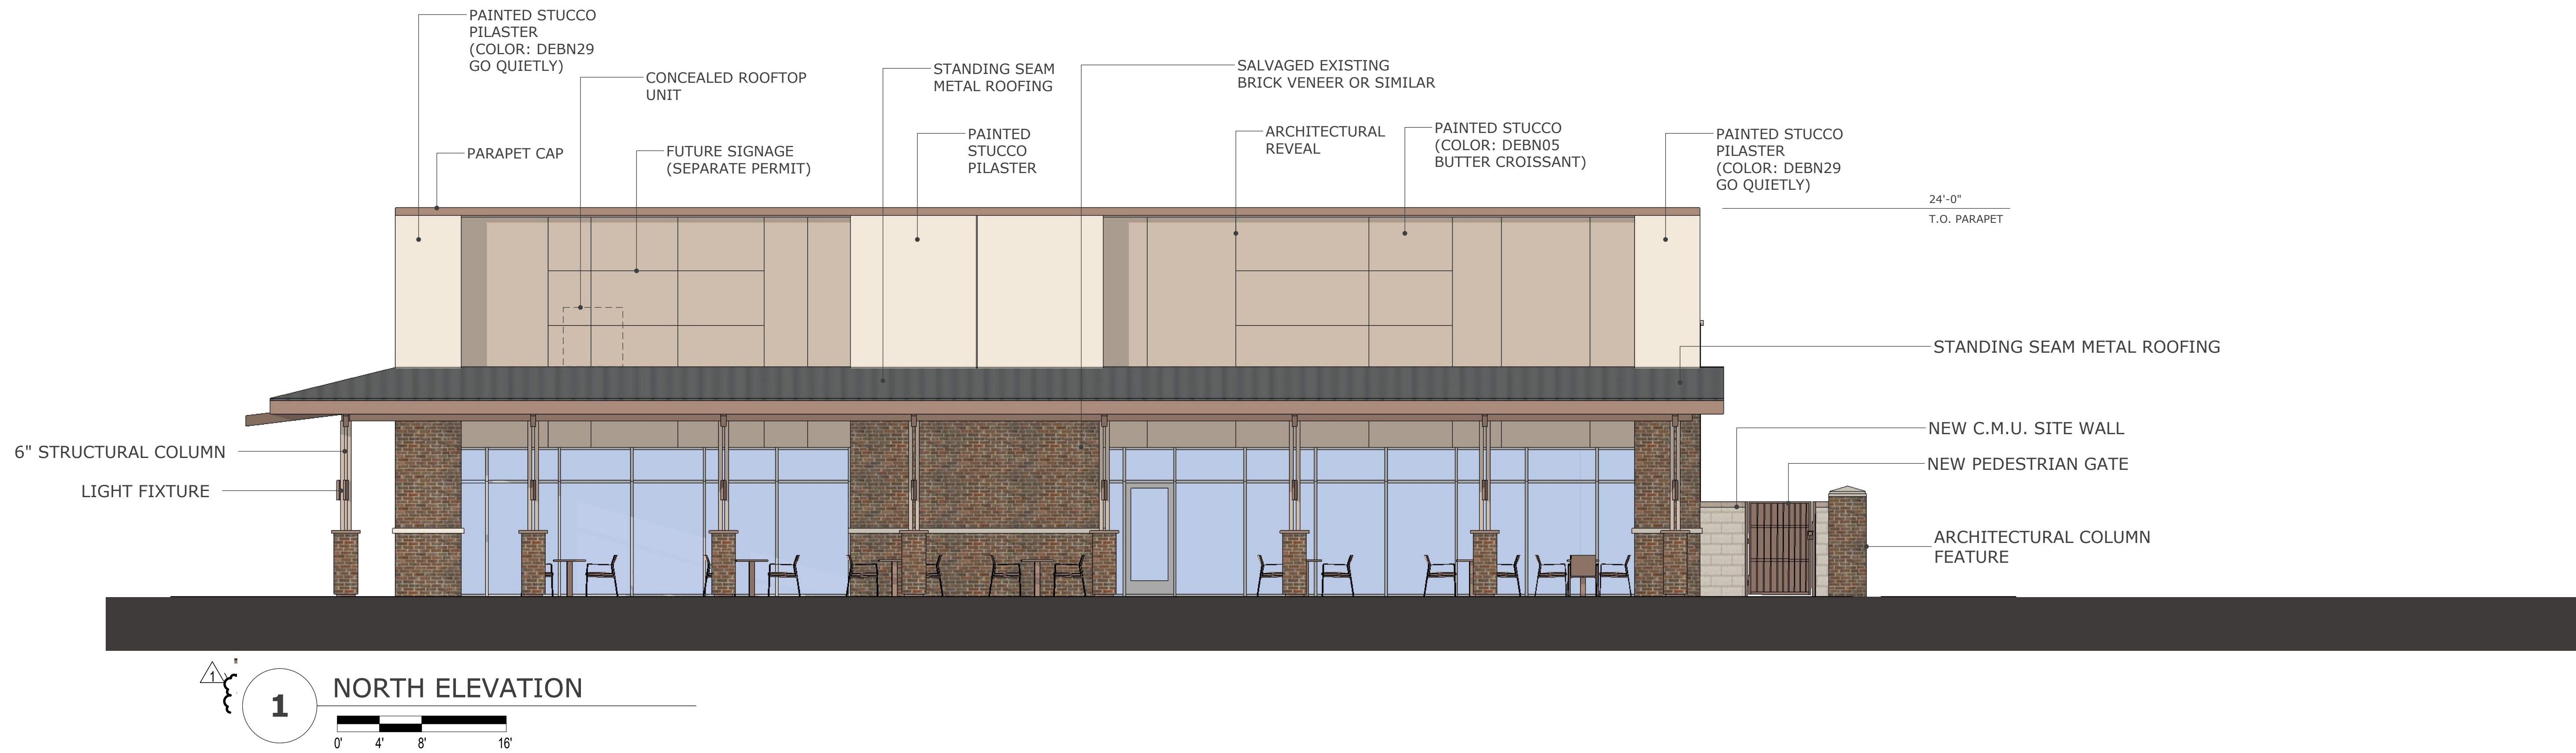 PAINTED STUCCO
PILASTER
(COLOR: DEBN29
GO QUIETLY)
CONCEALED ROOFTOP
UNIT
STANDING SEAM
METAL ROOFING
SALVAGED EXISTING
BRICK VENEER OR SIMILAR
PARAPET CAP
FUTURE SIGNAGE
(SEPARATE PERMIT)
PAINTED
STUCCO
PILASTER
ARCHITECTURAL
REVEAL
PAINTED STUCCO
(COLOR: DEBN05
BUTTER CROISSANT)
PAINTED STUCCO
PILASTER
(COLOR: DEBN29
GO QUIETLY)
24'-0"
T.O. PARAPET
STANDING SEAM METAL ROOFING
6" STRUCTURAL COLUMN
LIGHT FIXTURE
NEW C.M.U. SITE WALL
NEW PEDESTRIAN GATE
ARCHITECTURAL COLUMN
FEATURE
1
1
NORTH ELEVATION
0' 4' 8' 16'